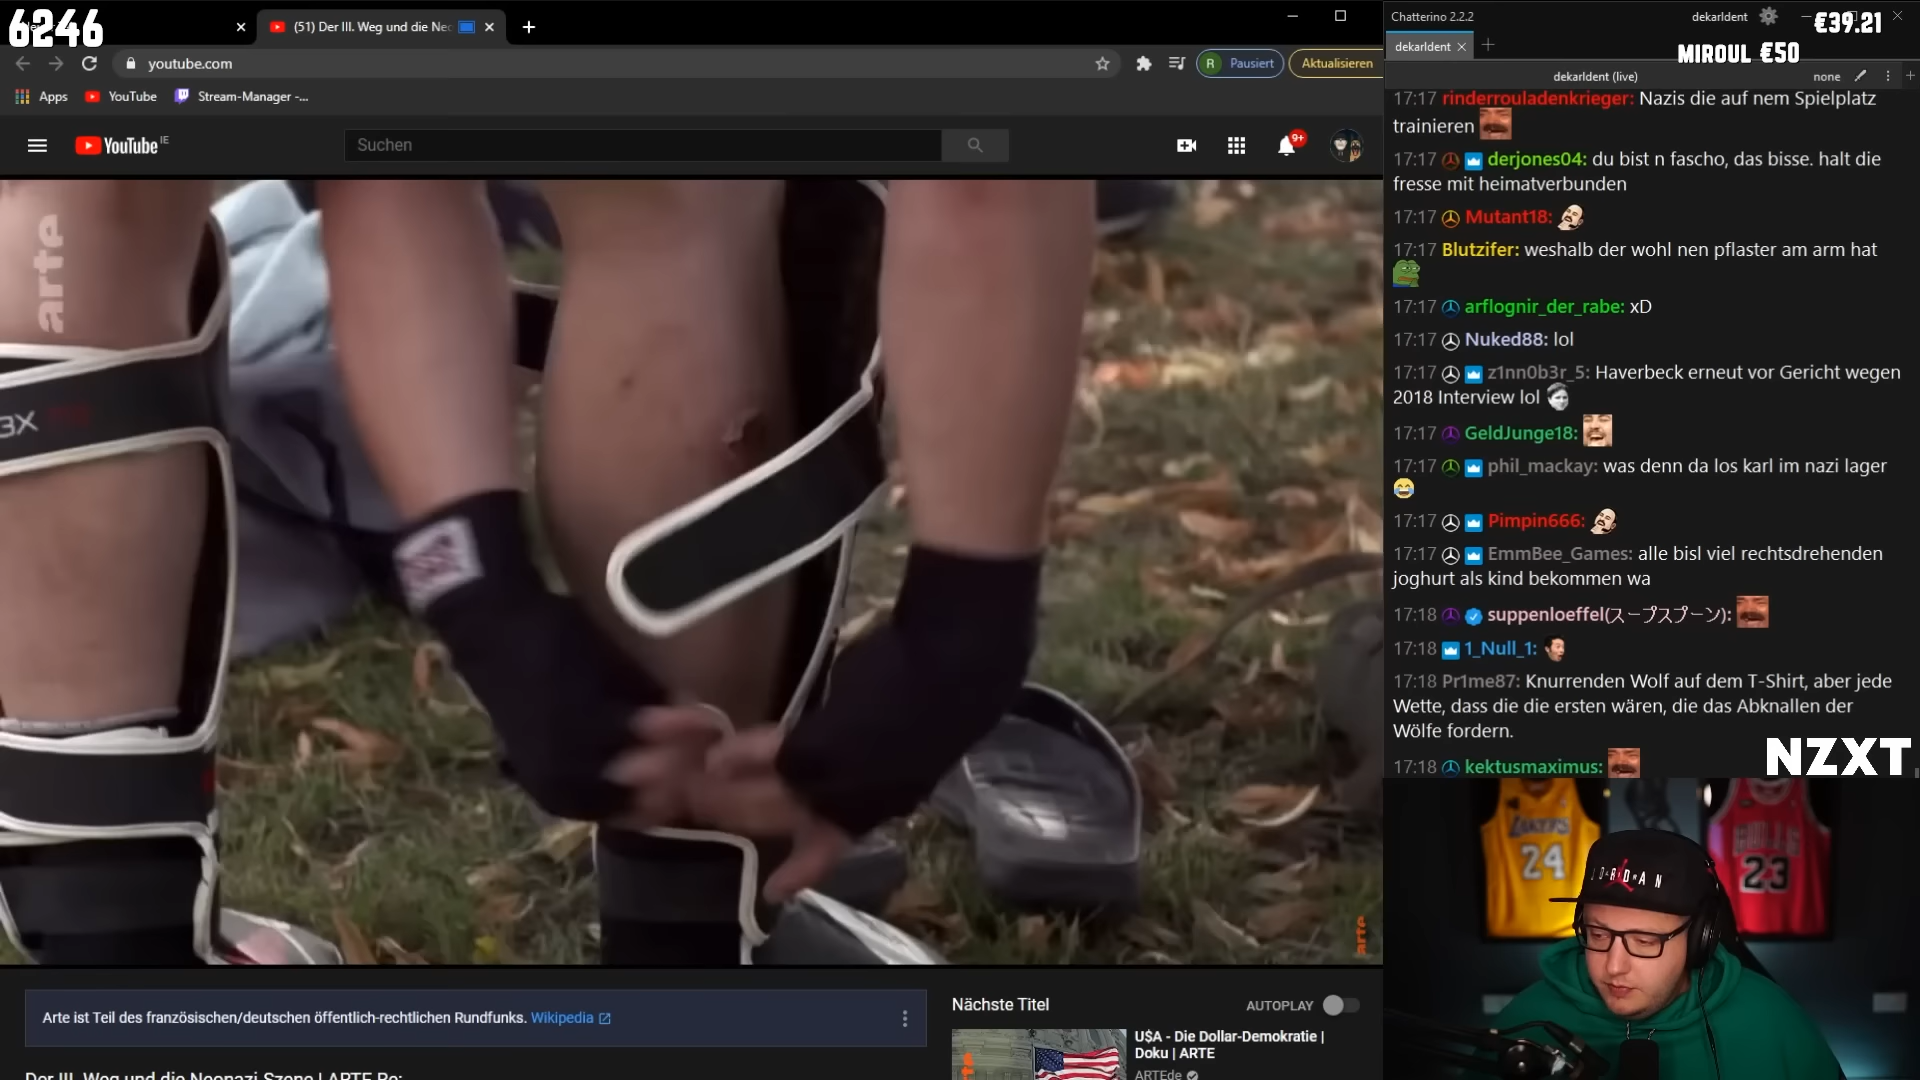 6246
(51) Der III. Weg und die Neo
youtube.com
Pausiert
R
Aktualisieren
Apps
YouTube
Stream-Manager -...
YouTube IE
Suchen
9+
arte
3X
arte
Arte ist Teil des französischen/deutschen öffentlich-rechtlichen Rundfunks. Wikipedia
Der III. Weg und die Neonazi-Szene | ARTE Re:
Nächste Titel
AUTOPLAY
U$A - Die Dollar-Demokratie |
Doku | ARTE
ARTEde
Chatterino 2.2.2
dekarldent
€39.21
dekarldent
MIROUL €50
dekarldent (live)
none
17:17 rinderrouladenkrieger: Nazis die auf nem Spielplatz
trainieren
17:17 derjones04: du bist n fascho, das bisse. halt die
fresse mit heimatverbunden
17:17 Mutant18:
17:17 Blutzifer: weshalb der wohl nen pflaster am arm hat
17:17 arflognir_der_rabe: xD
17:17 Nuked88: lol
17:17 z1nn0b3r_5: Haverbeck erneut vor Gericht wegen
2018 Interview lol
17:17 GeldJunge18:
17:17 phil_mackay: was denn da los karl im nazi lager
17:17 Pimpin666:
17:17 EmmBee_Games: alle bisl viel rechtsdrehenden
joghurt als kind bekommen wa
17:18 suppenloeffel(スープスプーン):
17:18 1_Null_1:
17:18 Pr1me87: Knurrenden Wolf auf dem T-Shirt, aber jede
Wette, dass die die ersten wären, die das Abknallen der
Wölfe fordern.
17:18 kektusmaximus:
NZXT
LAKERS
24
BULLS
23
JORDAN